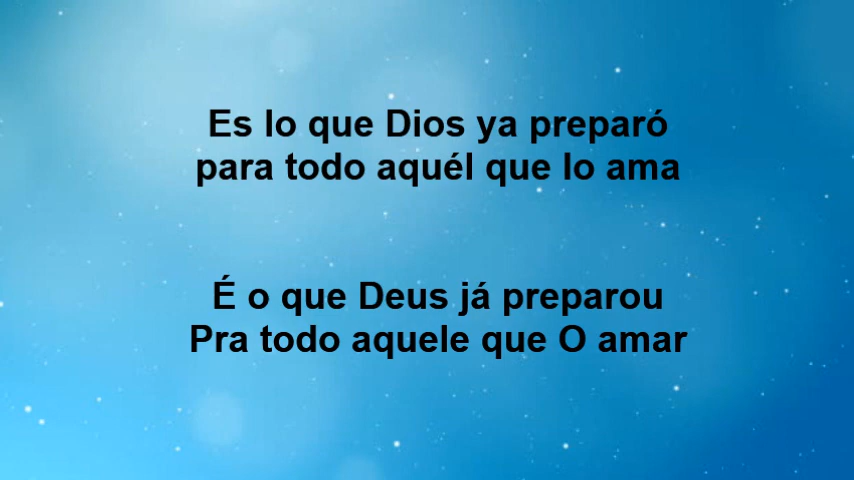 Es lo que Dios ya preparó
para todo aquél que lo ama
É o que Deus já preparou
Pra todo aquele que O amar